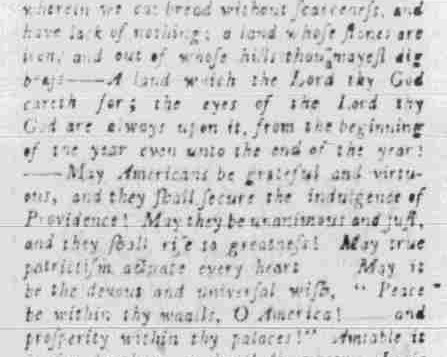 wherein we eat bread without ſcarceneſs, and
have lack of nothing; a land whoſe ſtones are
iron, and out of whoſe hills thou mayeſt dig
braſs——A land which the Lord thy God
careth for; the eyes of the Lord thy
God are always upon it, from the beginning
of the year even unto the end of the year!
——May Americans be grateful and virtu-
ous, and they ſhall ſecure the indulgence of
Providence! May they be unanimous and juſt,
and they ſhall riſe to greatneſs! May true
patriotiſm actuate every heart May it
be the devout and univerſal wiſh, " Peace
be within thy waalls, O America! and
proſperity within thy palaces!" Amiable it